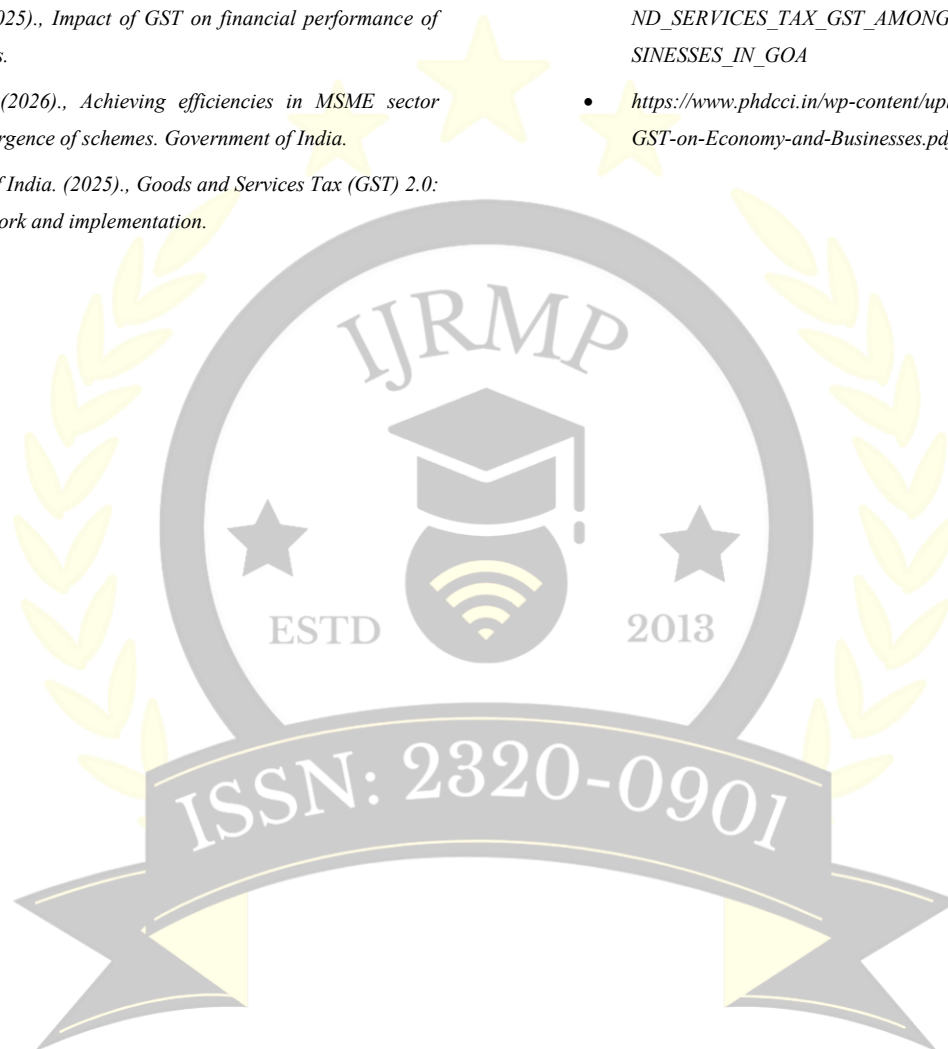 025)., Impact of GST on financial performance of
s.
(2026)., Achieving efficiencies in MSME sector
rgence of schemes. Government of India.
f India. (2025)., Goods and Services Tax (GST) 2.0:
ork and implementation.
ND_SERVICES_TAX_GST_AMONG
SINESSES_IN_GOA
• https://www.phdcci.in/wp-content/upl
GST-on-Economy-and-Businesses.pd
IJRMP
ESTD 2013
ISSN: 2320-0901